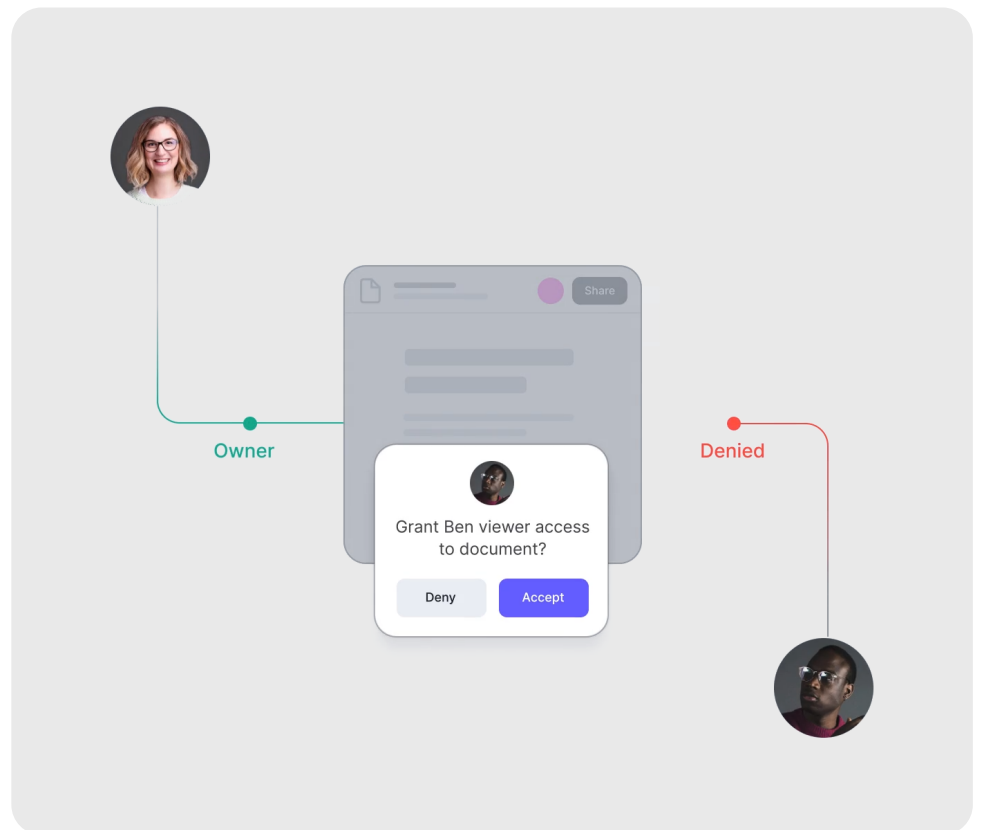 Share
Owner
Denied
Grant Ben viewer access
to document?
Deny
Accept